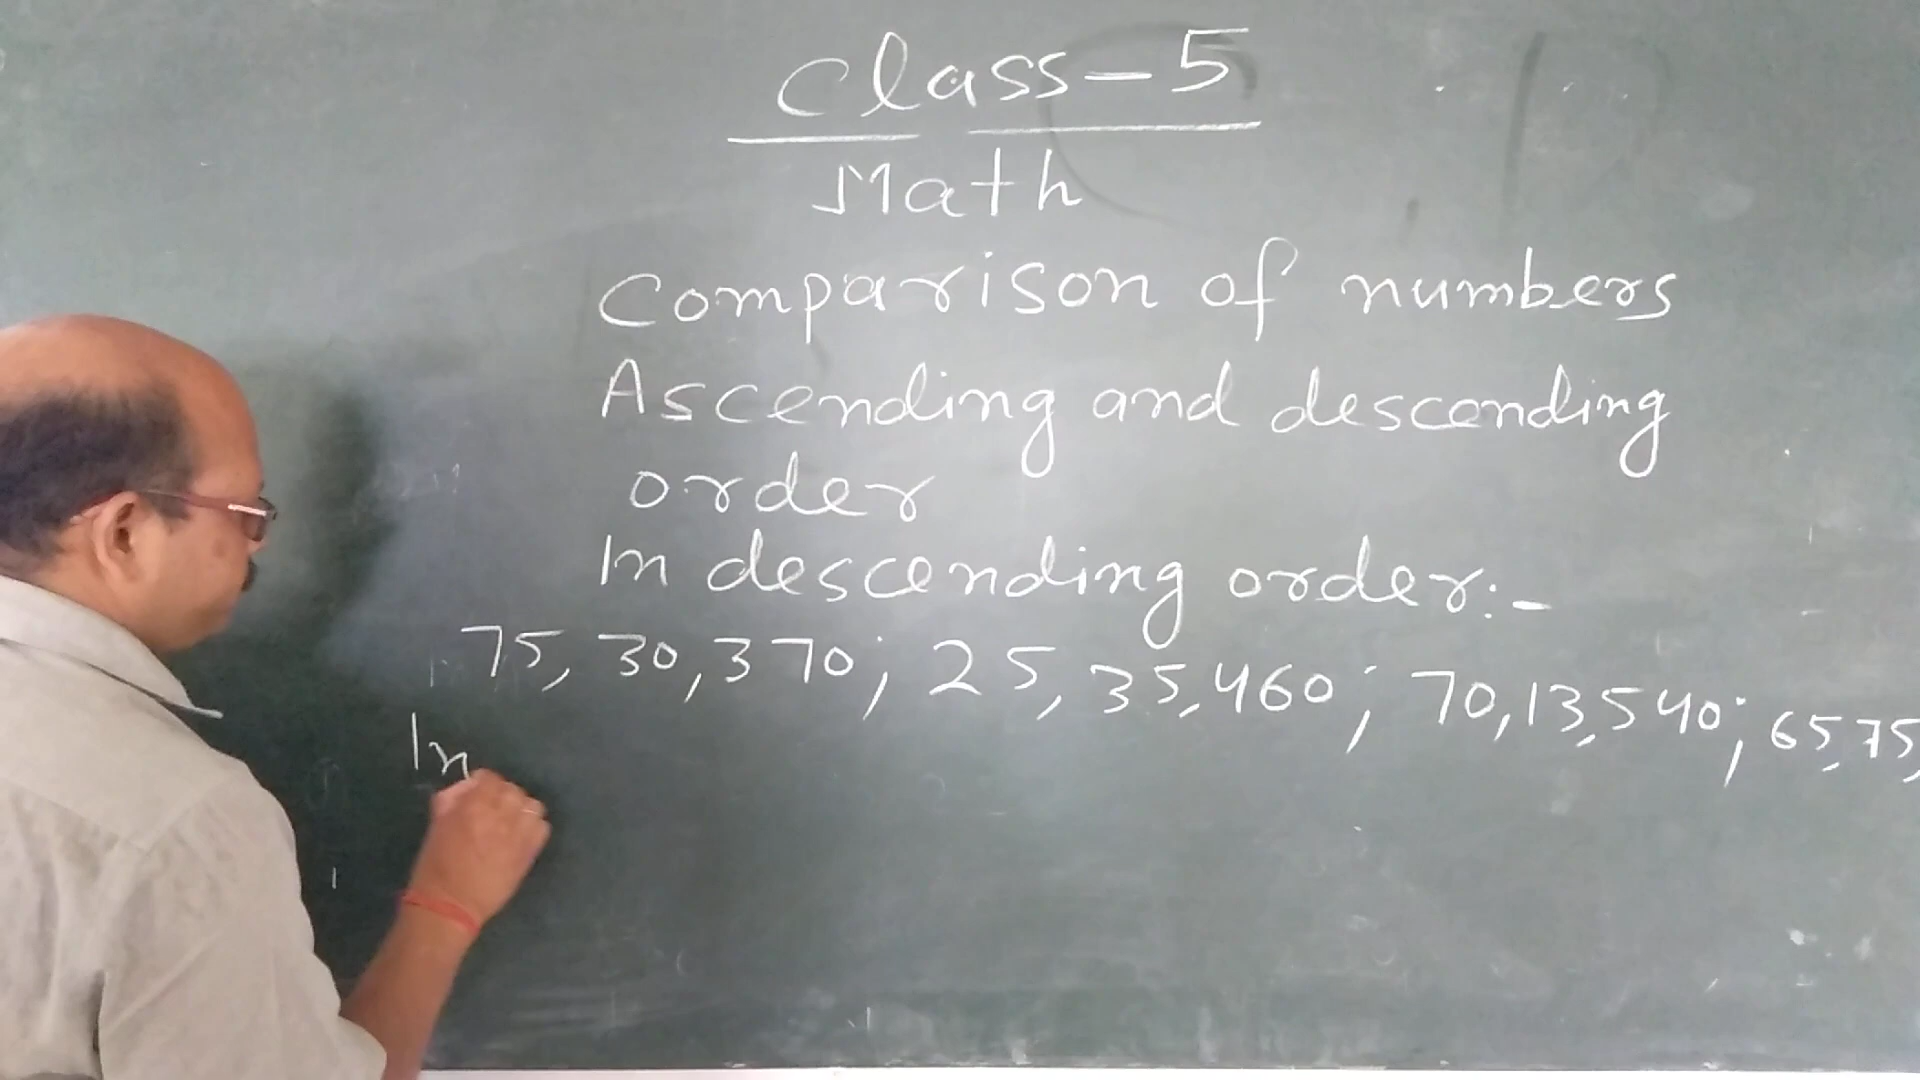 Class-5
Math
Comparison of numbers
Ascending and descending
order
In descending order:-
75,30,370; 25,35,460; 70,13,540; 65,75,
In